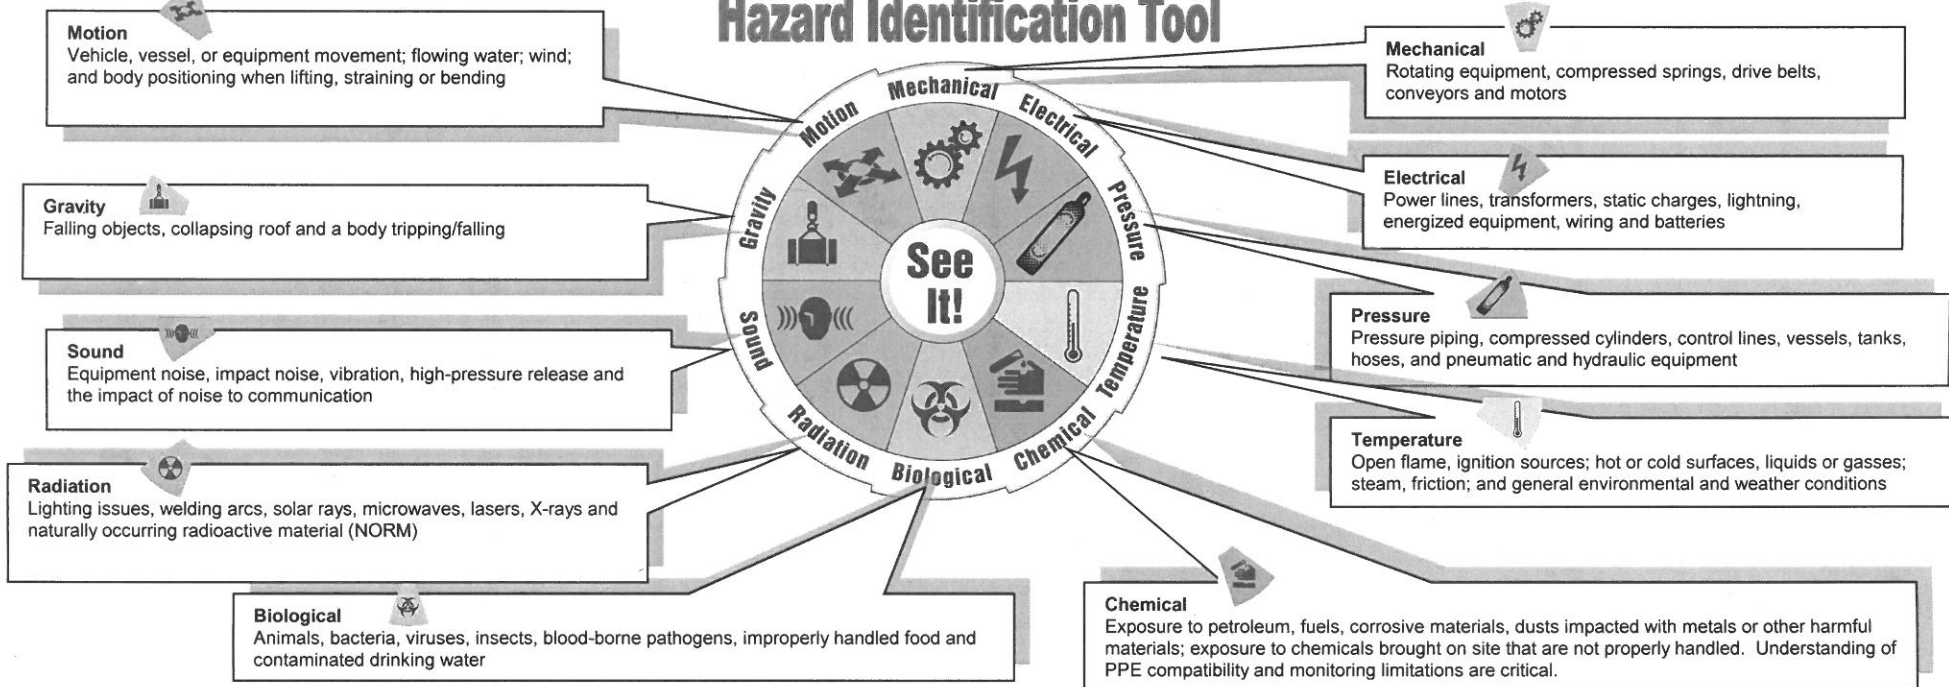 Hazard Identification Tool
Motion
Vehicle, vessel, or equipment movement; flowing water; wind;
and body positioning when lifting, straining or bending
Gravity
Falling objects, collapsing roof and a body tripping/falling
Sound
Equipment noise, impact noise, vibration, high-pressure release and
the impact of noise to communication
Radiation
Lighting issues, welding arcs, solar rays, microwaves, lasers, X-rays and
naturally occurring radioactive material (NORM)
Biological
Animals, bacteria, viruses, insects, blood-borne pathogens, improperly handled food and
contaminated drinking water
Mechanical
Electrical
Pressure
Temperature
Chemical
Biological
Radiation
Sound
Gravity
Motion
See
It!
Mechanical
Rotating equipment, compressed springs, drive belts,
conveyors and motors
Electrical
Power lines, transformers, static charges, lightning,
energized equipment, wiring and batteries
Pressure
Pressure piping, compressed cylinders, control lines, vessels, tanks,
hoses, and pneumatic and hydraulic equipment
Temperature
Open flame, ignition sources; hot or cold surfaces, liquids or gasses;
steam, friction; and general environmental and weather conditions
Chemical
Exposure to petroleum, fuels, corrosive materials, dusts impacted with metals or other harmful
materials; exposure to chemicals brought on site that are not properly handled.  Understanding of
PPE compatibility and monitoring limitations are critical.